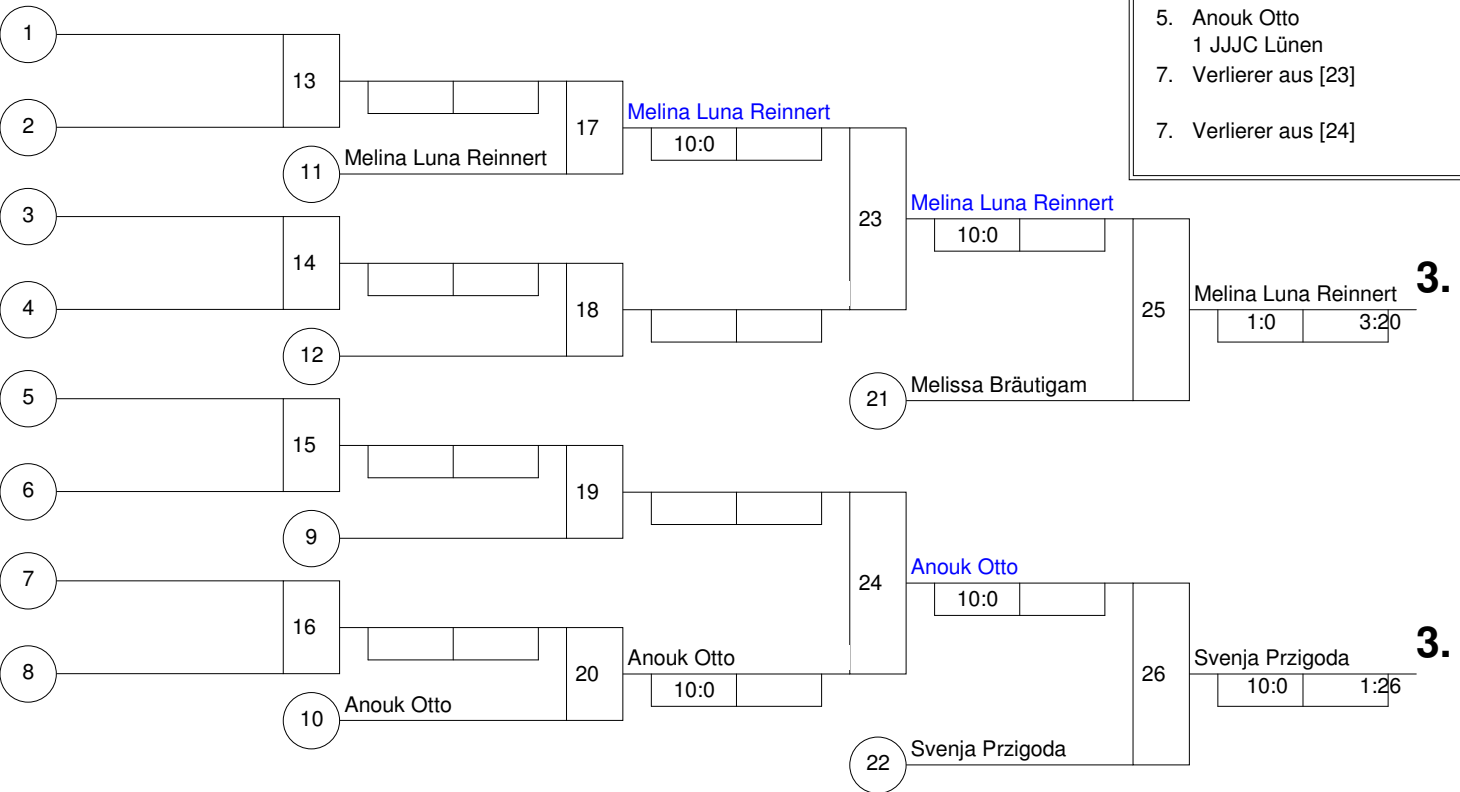 5. Anouk Otto
1 JJJC Lünen
7. Verlierer aus [23]
7. Verlierer aus [24]
1
13
2
17
Melina Luna Reinnert
10:0
11
Melina Luna Reinnert
3
23
Melina Luna Reinnert
10:0
14
4
18
12
25
Melina Luna Reinnert
3.
1:0 3:20
5
21
Melissa Bräutigam
15
6
19
9
7
24
Anouk Otto
10:0
16
8
20
Anouk Otto
10:0
10
Anouk Otto
26
Svenja Przigoda
3.
10:0 1:26
22
Svenja Przigoda